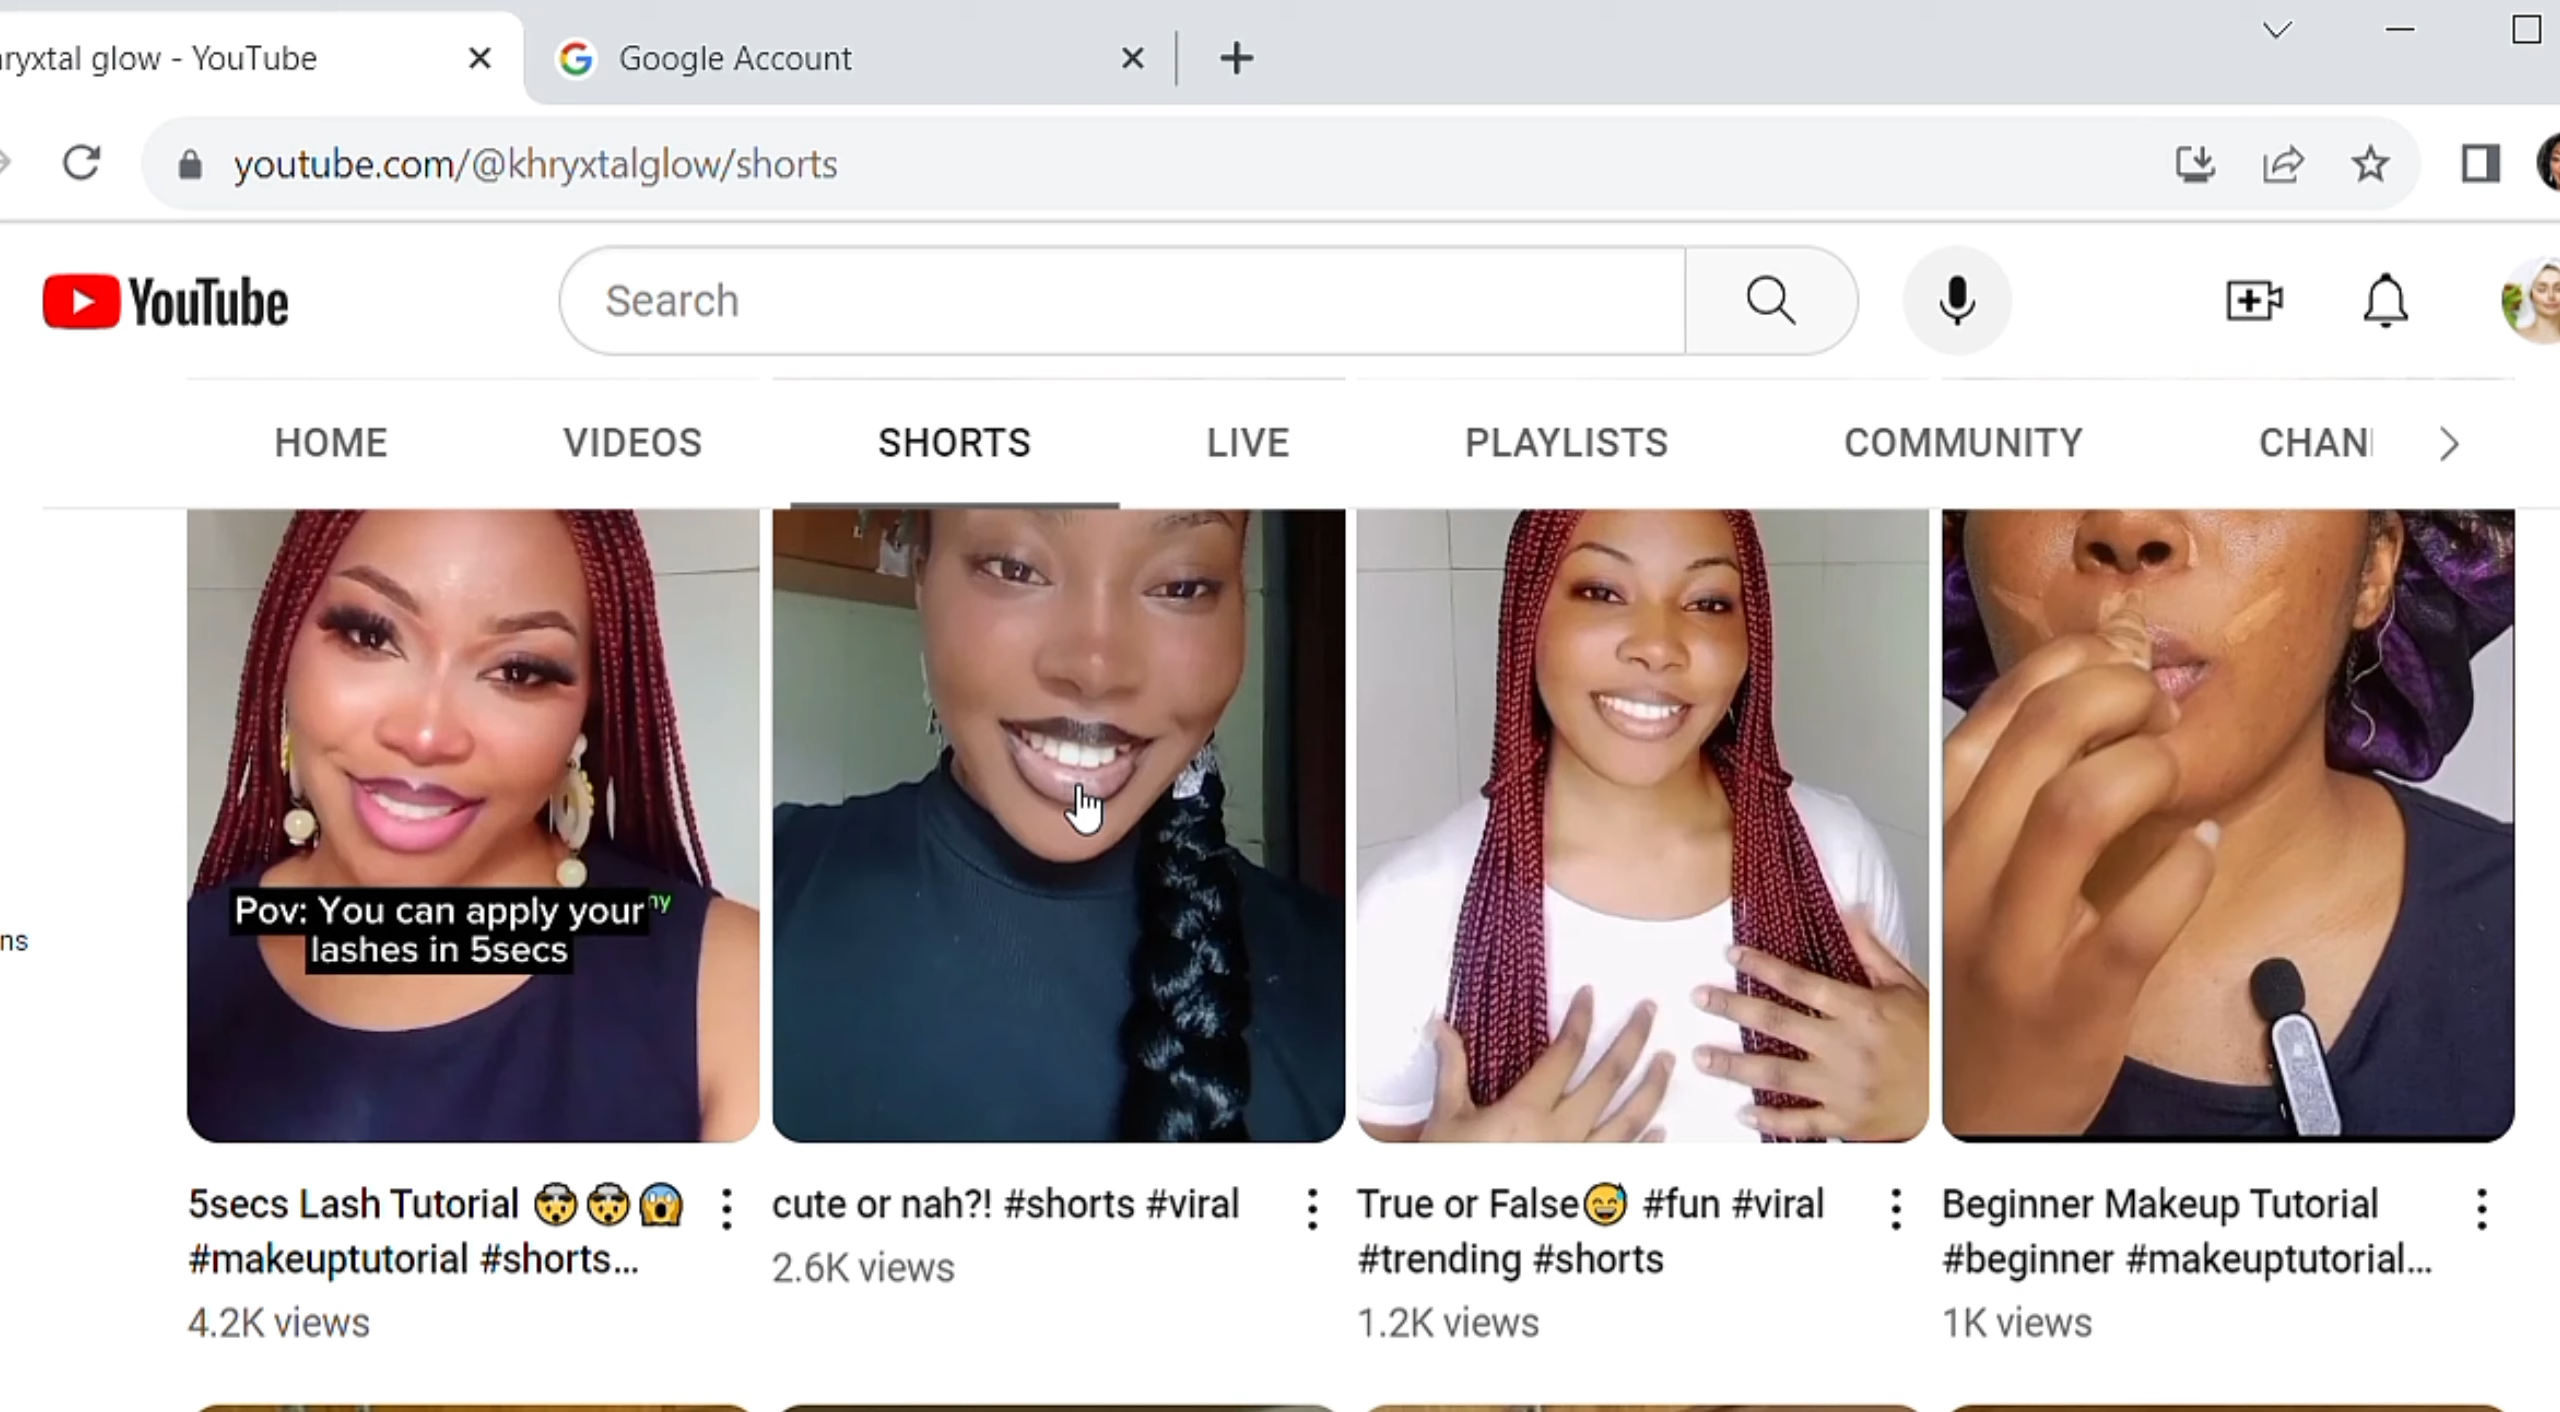 ryxtal glow - YouTube
Google Account
youtube.com/@khryxtalglow/shorts
YouTube
Search
HOME
VIDEOS
SHORTS
LIVE
PLAYLISTS
COMMUNITY
CHAN
Pov: You can apply your
lashes in 5secs
ns
5secs Lash Tutorial 🤯🤯😱
#makeuptutorial #shorts...
4.2K views
cute or nah?! #shorts #viral
2.6K views
True or False😅 #fun #viral
#trending #shorts
1.2K views
Beginner Makeup Tutorial
#beginner #makeuptutorial...
1K views